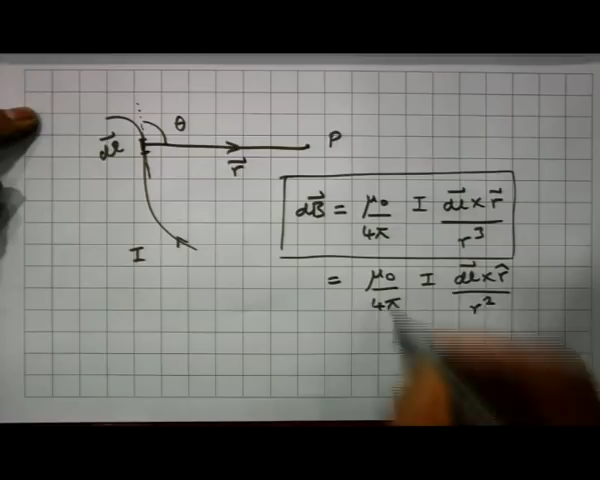 θ
P
d𝑙⃗
r⃗
I
dB⃗ = μ₀/4π I d𝑙⃗ × r⃗ / r³
= μ₀/4π I d𝑙⃗ × r̂ / r²